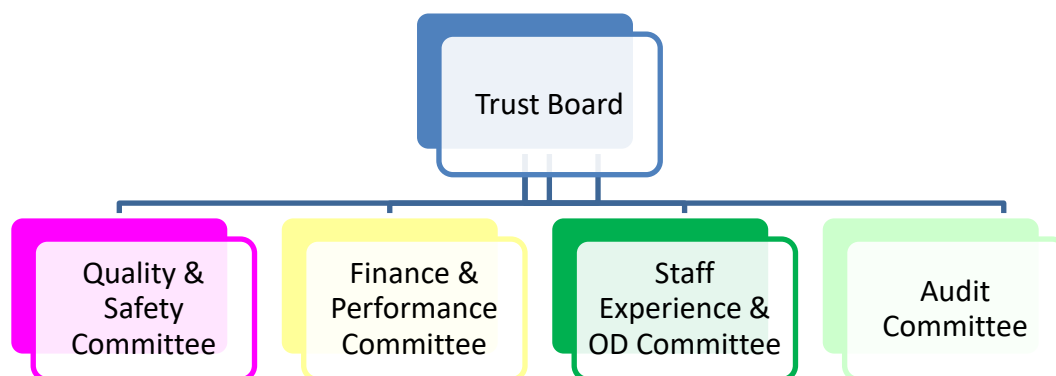 Trust Board
Quality &
Safety
Committee
Finance &
Performance
Committee
Staff
Experience &
OD Committee
Audit
Committee